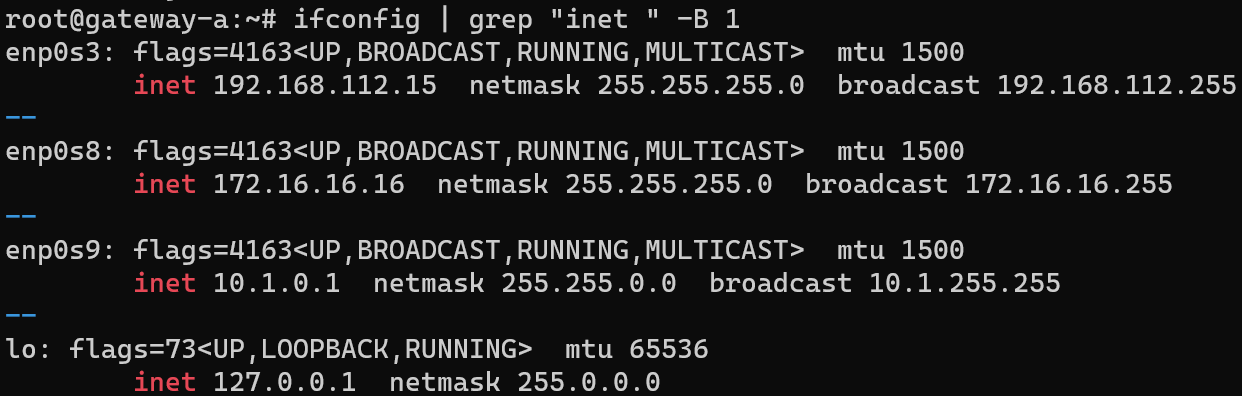 root@gateway-a:~# ifconfig | grep "inet " -B 1
enp0s3: flags=4163<UP,BROADCAST,RUNNING,MULTICAST>  mtu 1500
        inet 192.168.112.15  netmask 255.255.255.0  broadcast 192.168.112.255
--
enp0s8: flags=4163<UP,BROADCAST,RUNNING,MULTICAST>  mtu 1500
        inet 172.16.16.16  netmask 255.255.255.0  broadcast 172.16.16.255
--
enp0s9: flags=4163<UP,BROADCAST,RUNNING,MULTICAST>  mtu 1500
        inet 10.1.0.1  netmask 255.255.0.0  broadcast 10.1.255.255
--
lo: flags=73<UP,LOOPBACK,RUNNING>  mtu 65536
        inet 127.0.0.1  netmask 255.0.0.0